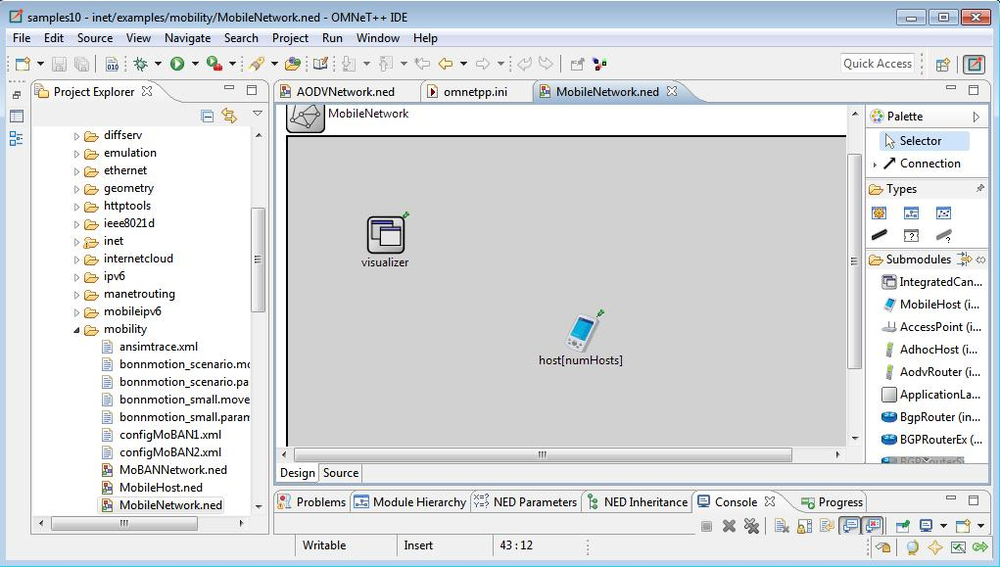 samples10 - inet/examples/mobility/MobileNetwork.ned - OMNeT++ IDE
File Edit Source View Navigate Search Project Run Window Help
010
Quick Access
Project Explorer
AODVNetwork.ned omnetpp.ini MobileNetwork.ned
diffserv
emulation
ethernet
geometry
httptools
ieee8021d
inet
internetcloud
ipv6
manetrouting
mobileipv6
mobility
ansimtrace.xml
bonnmotion_scenario.mo
bonnmotion_scenario.pa
bonnmotion_small.move
bonnmotion_small.param
configMoBAN1.xml
configMoBAN2.xml
MoBANNetwork.ned
MobileHost.ned
MobileNetwork.ned
MobileNetwork
visualizer
host[numHosts]
Palette
Selector
Connection
Types
Submodules
IntegratedCan...
MobileHost (i...
AccessPoint (i...
AdhocHost (i...
AodvRouter (i...
ApplicationLa...
BgpRouter (in...
BGPRouterEx (...
Design Source
Problems Module Hierarchy NED Parameters NED Inheritance Console Progress
Writable Insert 43 : 12